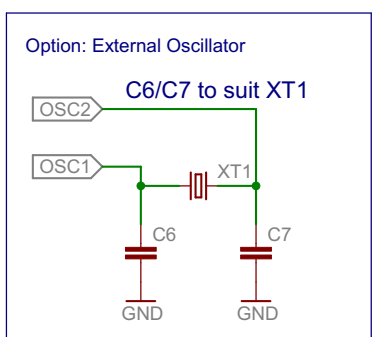 Option: External Oscillator
C6/C7 to suit XT1
OSC2
OSC1
XT1
C6
C7
GND
GND